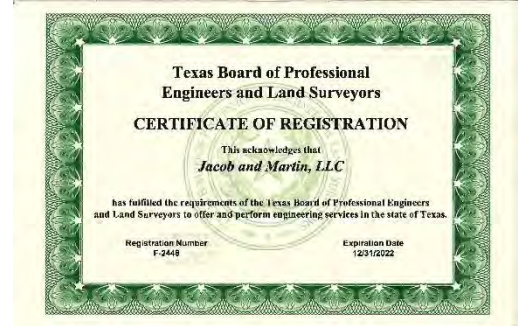 Texas Board of Professional
Engineers and Land Surveyors
CERTIFICATE OF REGISTRATION
This acknowledges that
Jacob and Martin, LLC
has fulfilled the requirements of the Texas Board of Professional Engineers
and Land Surveyors to offer and perform engineering services in the state of Texas.
Registration Number
F-2448
Expiration Date
12/31/2022